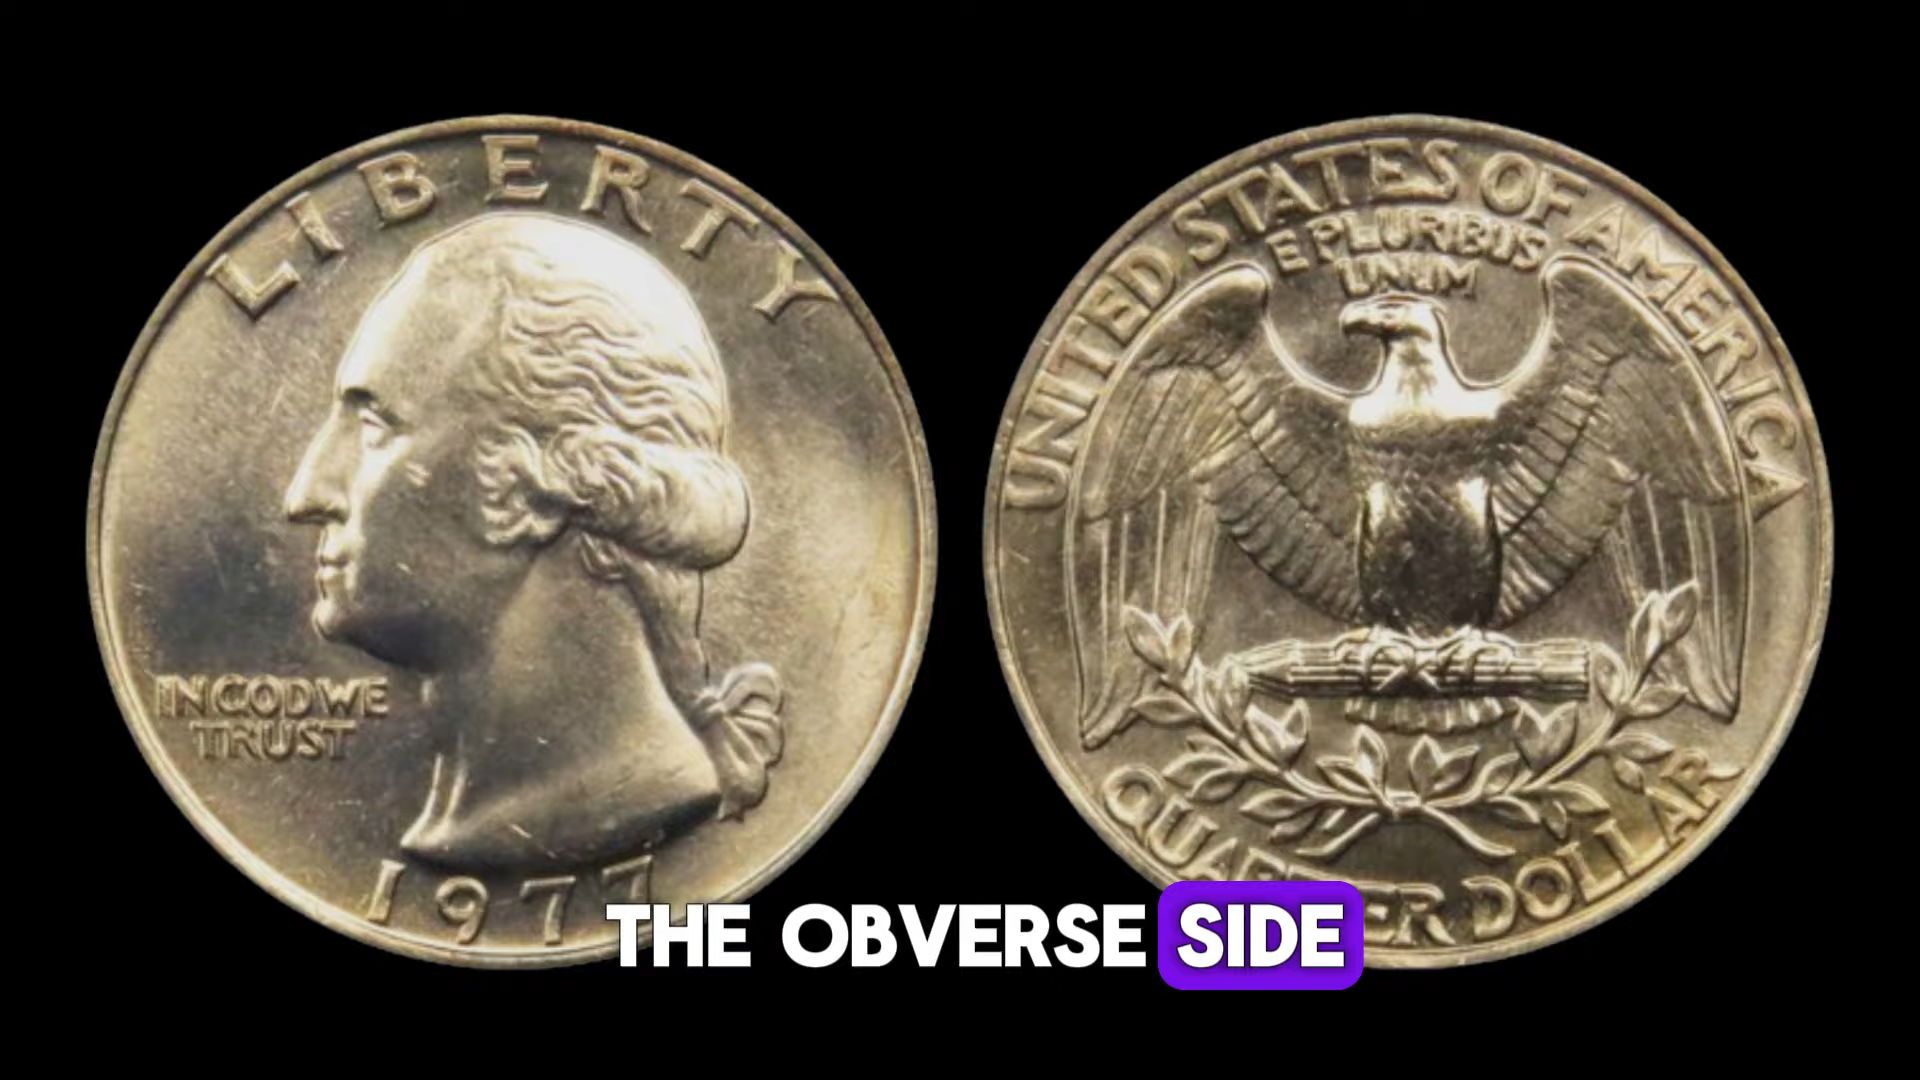 LIBERTY
IN GOD WE
TRUST
1977
UNITED STATES OF AMERICA
E PLURIBUS
UNUM
QUARTER DOLLAR
THE OBVERSE SIDE